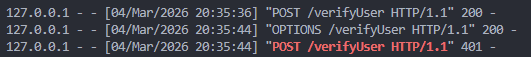 127.0.0.1 - - [04/Mar/2026 20:35:36] "POST /verifyUser HTTP/1.1" 200 -
127.0.0.1 - - [04/Mar/2026 20:35:44] "OPTIONS /verifyUser HTTP/1.1" 200 -
127.0.0.1 - - [04/Mar/2026 20:35:44] "POST /verifyUser HTTP/1.1" 401 -